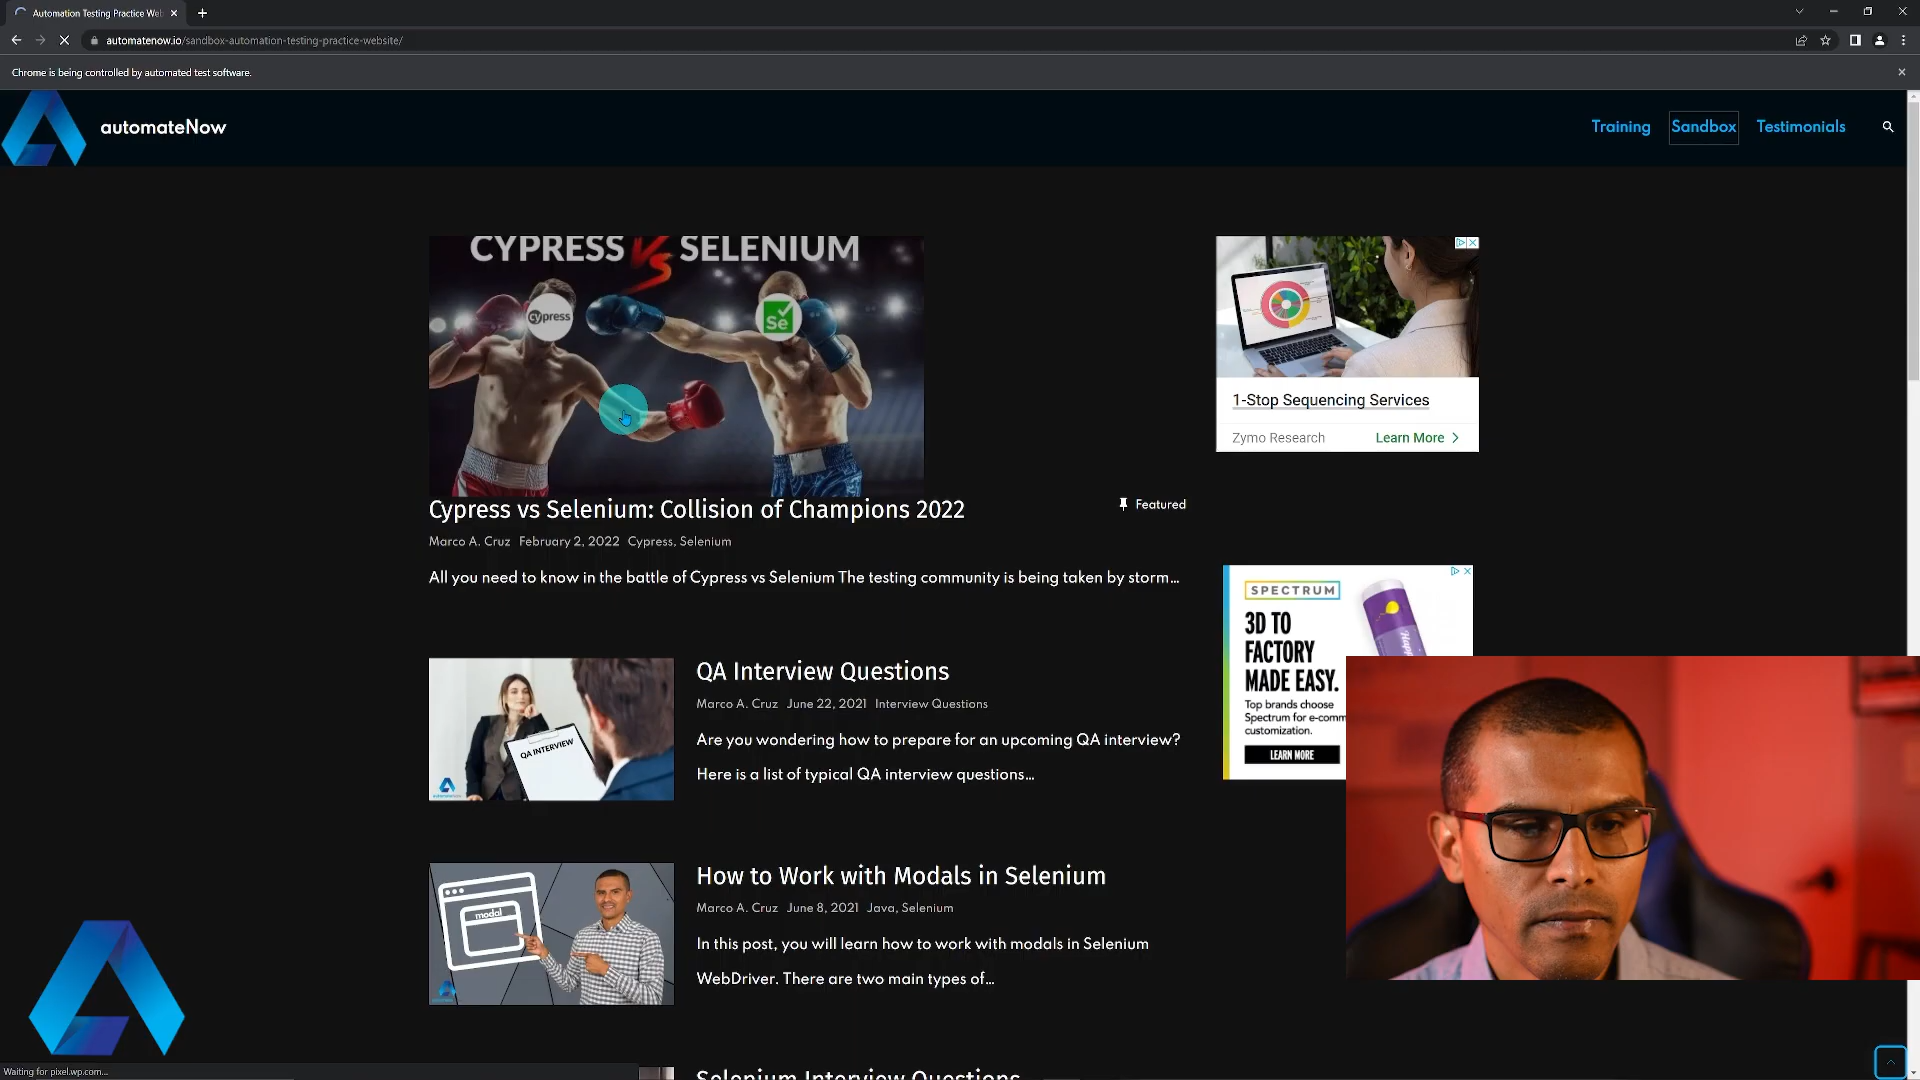 Automation Testing Practice Web
automatenow.io/sandbox-automation-testing-practice-website/
Chrome is being controlled by automated test software.
automateNow
Training
Sandbox
Testimonials
CYPRESS VS SELENIUM
cypress
Se
Cypress vs Selenium: Collision of Champions 2022
Featured
Marco A. Cruz February 2, 2022 Cypress, Selenium
All you need to know in the battle of Cypress vs Selenium The testing community is being taken by storm...
1-Stop Sequencing Services
Zymo Research
Learn More
SPECTRUM
3D TO
FACTORY
MADE EASY.
Top brands choose
Spectrum for e-comm
customization.
LEARN MORE
QA INTERVIEW
QA Interview Questions
Marco A. Cruz June 22, 2021 Interview Questions
Are you wondering how to prepare for an upcoming QA interview?
Here is a list of typical QA interview questions...
modal
How to Work with Modals in Selenium
Marco A. Cruz June 8, 2021 Java, Selenium
In this post, you will learn how to work with modals in Selenium
WebDriver. There are two main types of...
Selenium Interview Questions
Waiting for pixel.wp.com...